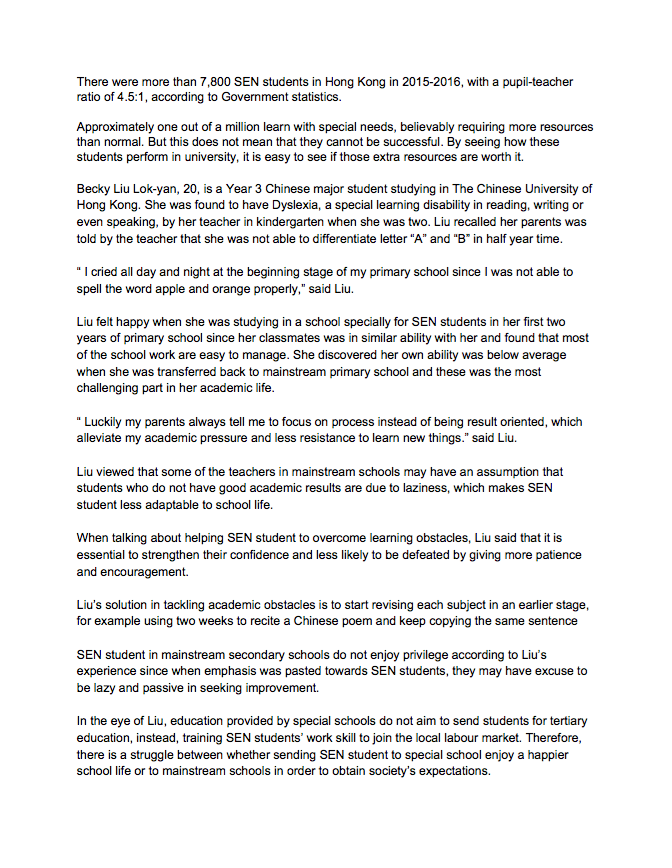 There were more than 7,800 SEN students in Hong Kong in 2015-2016, with a pupil-teacher
ratio of 4.5:1, according to Government statistics.
Approximately one out of a million learn with special needs, believably requiring more resources
than normal. But this does not mean that they cannot be successful. By seeing how these
students perform in university, it is easy to see if those extra resources are worth it.
Becky Liu Lok-yan, 20, is a Year 3 Chinese major student studying in The Chinese University of
Hong Kong. She was found to have Dyslexia, a special learning disability in reading, writing or
even speaking, by her teacher in kindergarten when she was two. Liu recalled her parents was
told by the teacher that she was not able to differentiate letter “A” and “B” in half year time.
“ I cried all day and night at the beginning stage of my primary school since I was not able to
spell the word apple and orange properly,” said Liu.
Liu felt happy when she was studying in a school specially for SEN students in her first two
years of primary school since her classmates was in similar ability with her and found that most
of the school work are easy to manage. She discovered her own ability was below average
when she was transferred back to mainstream primary school and these was the most
challenging part in her academic life.
“ Luckily my parents always tell me to focus on process instead of being result oriented, which
alleviate my academic pressure and less resistance to learn new things.” said Liu.
Liu viewed that some of the teachers in mainstream schools may have an assumption that
students who do not have good academic results are due to laziness, which makes SEN
student less adaptable to school life.
When talking about helping SEN student to overcome learning obstacles, Liu said that it is
essential to strengthen their confidence and less likely to be defeated by giving more patience
and encouragement.
Liu’s solution in tackling academic obstacles is to start revising each subject in an earlier stage,
for example using two weeks to recite a Chinese poem and keep copying the same sentence
SEN student in mainstream secondary schools do not enjoy privilege according to Liu’s
experience since when emphasis was pasted towards SEN students, they may have excuse to
be lazy and passive in seeking improvement.
In the eye of Liu, education provided by special schools do not aim to send students for tertiary
education, instead, training SEN students’ work skill to join the local labour market. Therefore,
there is a struggle between whether sending SEN student to special school enjoy a happier
school life or to mainstream schools in order to obtain society’s expectations.